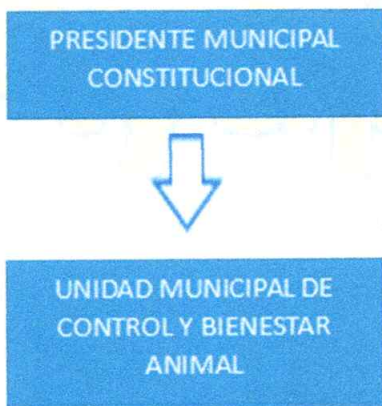 PRESIDENTE MUNICIPAL
CONSTITUCIONAL
UNIDAD MUNICIPAL DE
CONTROL Y BIENESTAR
ANIMAL